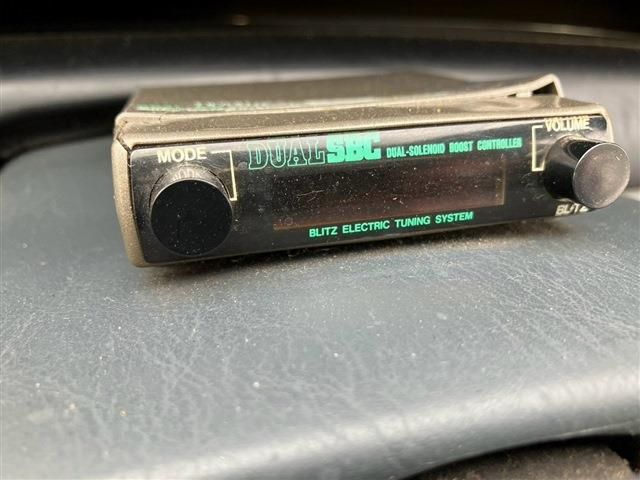 MODE
DUAL SBC DUAL-SOLENOID BOOST CONTROLLER
VOLUME
BLITZ ELECTRIC TUNING SYSTEM
BLITZ